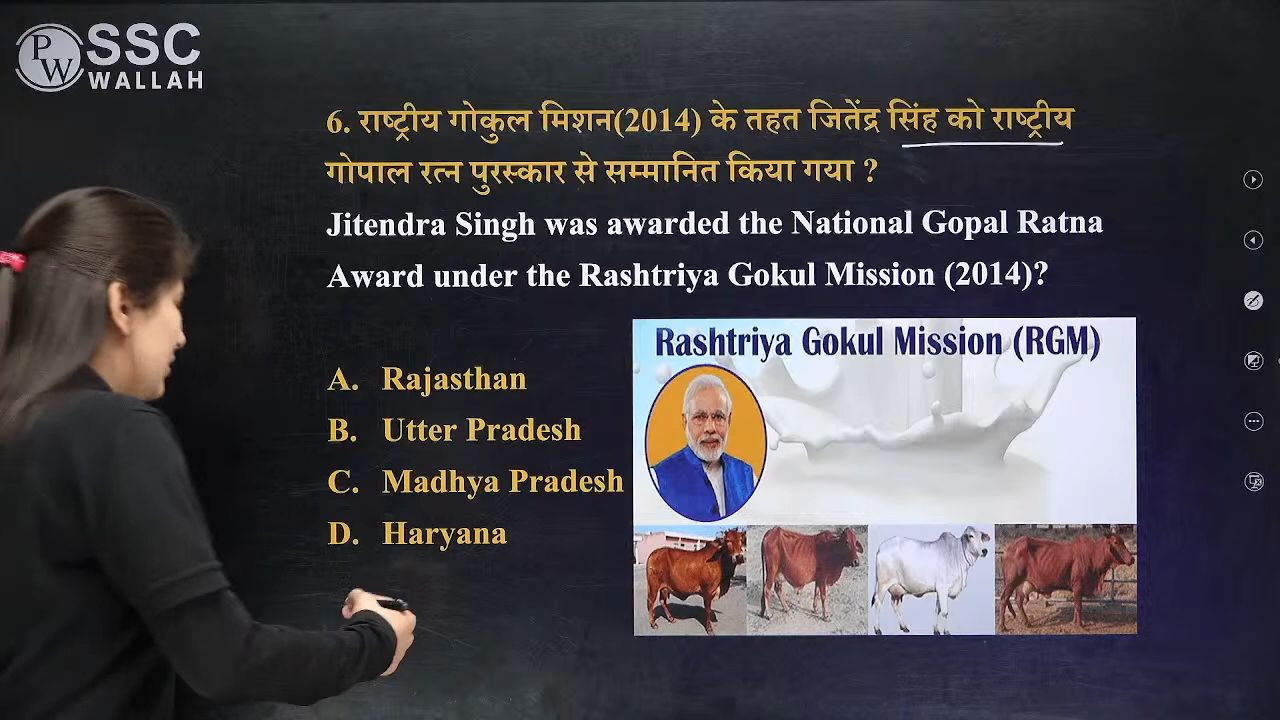 PW SSC
WALLAH
6. राष्ट्रीय गोकुल मिशन(2014) के तहत जितेंद्र सिंह को राष्ट्रीय
गोपाल रत्न पुरस्कार से सम्मानित किया गया ?
Jitendra Singh was awarded the National Gopal Ratna
Award under the Rashtriya Gokul Mission (2014)?
Rashtriya Gokul Mission (RGM)
A. Rajasthan
B. Utter Pradesh
C. Madhya Pradesh
D. Haryana